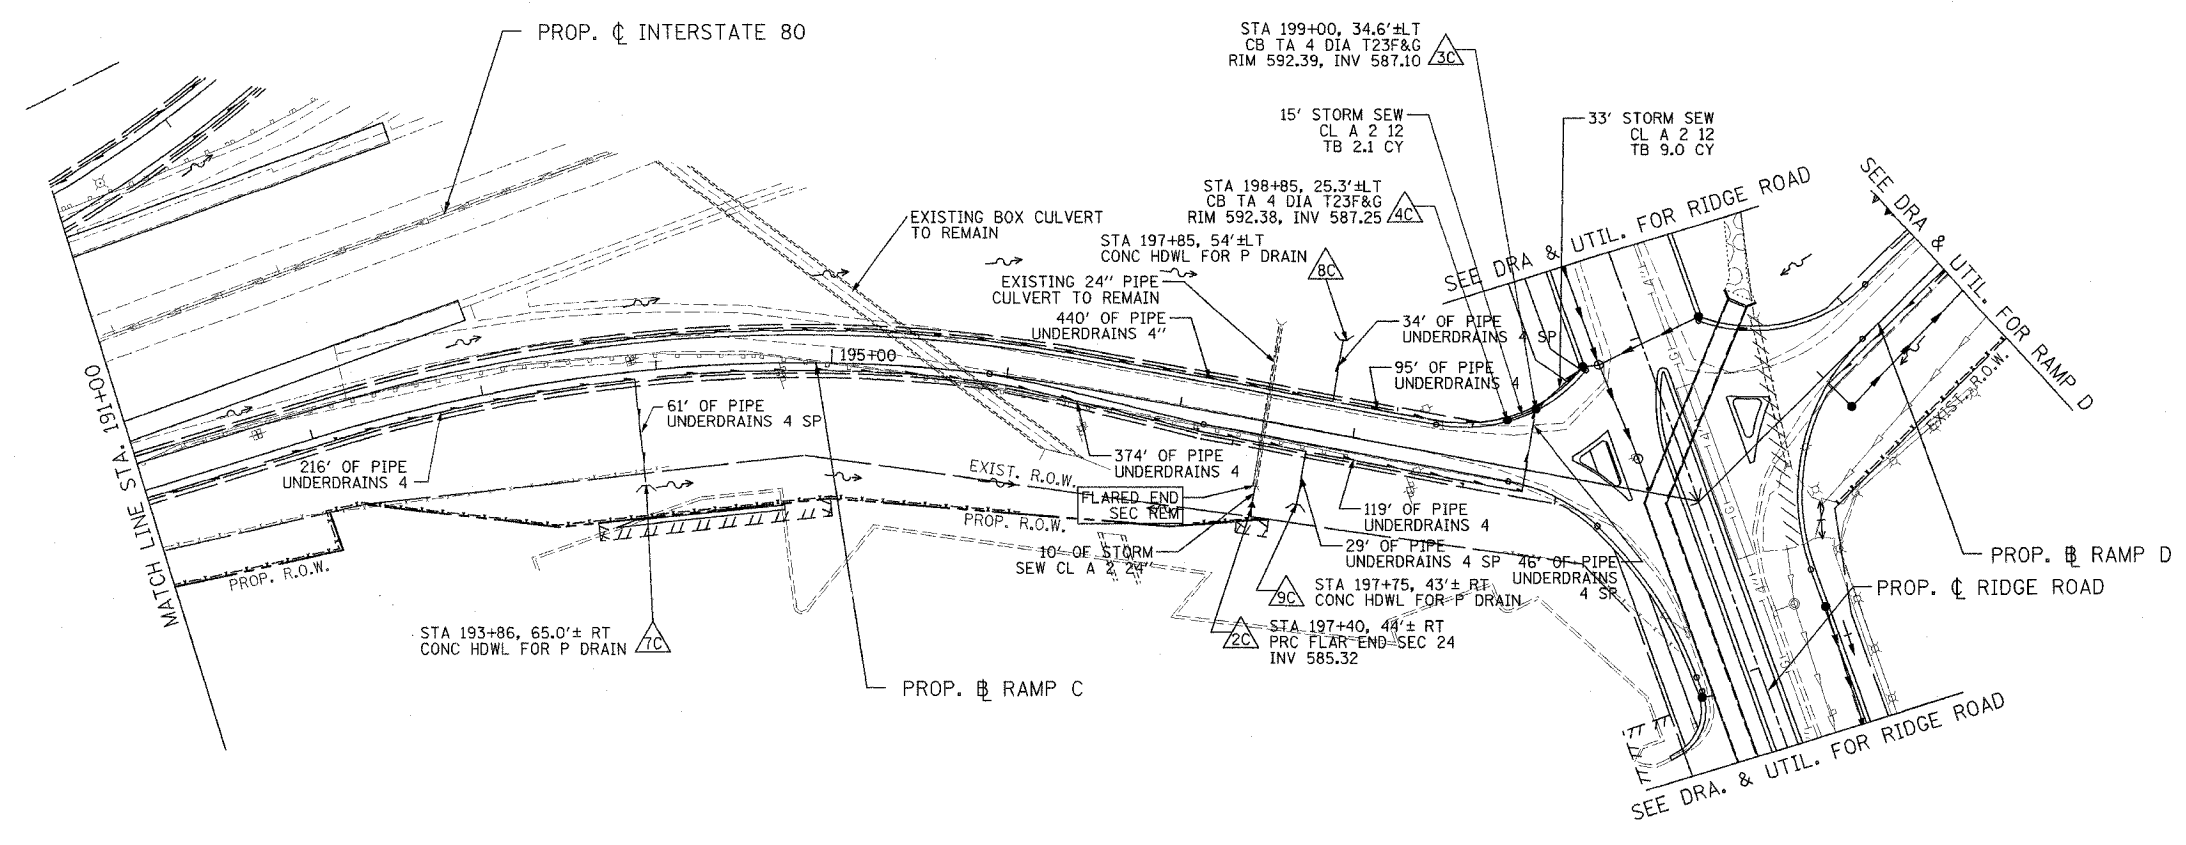 PROP. ℄ INTERSTATE 80
STA 199+00, 34.6'±LT
CB TA 4 DIA T23F&G
RIM 592.39, INV 587.10
3C
15' STORM SEW
CL A 2 12
TB 2.1 CY
33' STORM SEW
CL A 2 12
TB 9.0 CY
STA 198+85, 25.3'±LT
CB TA 4 DIA T23F&G
RIM 592.38, INV 587.25
4C
SEE DRA & UTIL. FOR RIDGE ROAD
SEE DRA & UTIL. FOR RAMP D
EXISTING BOX CULVERT
TO REMAIN
STA 197+85, 54'±LT
CONC HDWL FOR P DRAIN
8C
EXISTING 24" PIPE
CULVERT TO REMAIN
440' OF PIPE
UNDERDRAINS 4"
34' OF PIPE
UNDERDRAINS 4 SP
95' OF PIPE
UNDERDRAINS 4
195+00
61' OF PIPE
UNDERDRAINS 4 SP
216' OF PIPE
UNDERDRAINS 4
374' OF PIPE
UNDERDRAINS 4
MATCH LINE STA. 191+00
EXIST. R.O.W.
EXIST. R.O.W.
FLARED END
SEC REM
PROP. R.O.W.
PROP. R.O.W.
119' OF PIPE
UNDERDRAINS 4
10' OF STORM
SEW CL A 2 24"
29' OF PIPE
UNDERDRAINS 4 SP
46' OF PIPE
UNDERDRAINS
4 SP
9C
STA 197+75, 43'± RT
CONC HDWL FOR P DRAIN
2C
STA 197+40, 44'± RT
PRC FLAR END SEC 24
INV 585.32
STA 193+86, 65.0'± RT
CONC HDWL FOR P DRAIN
7C
PROP. BL RAMP C
PROP. BL RAMP D
PROP. ℄ RIDGE ROAD
SEE DRA. & UTIL. FOR RIDGE ROAD